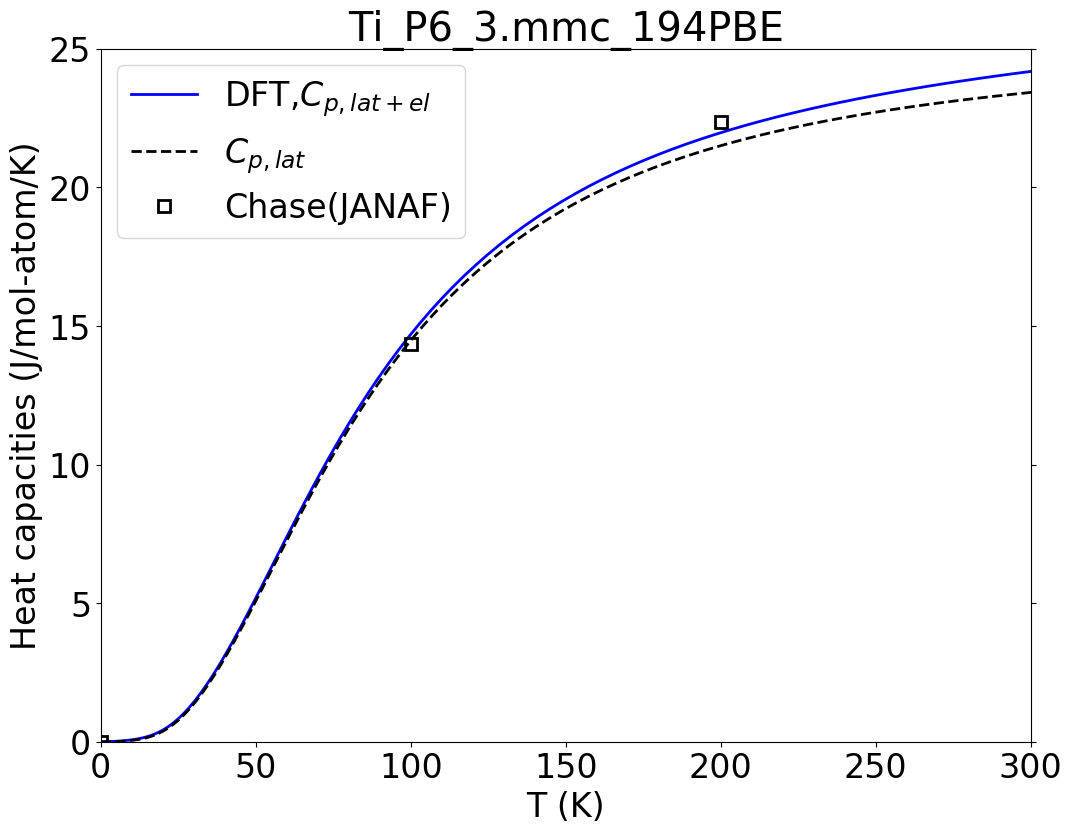 Ti_P6_3.mmc_194PBE
Heat capacities (J/mol-atom/K)
25
20
15
10
5
0
DFT,C_{p, lat + el}
C_{p, lat}
Chase(JANAF)
0 50 100 150 200 250 300
T (K)